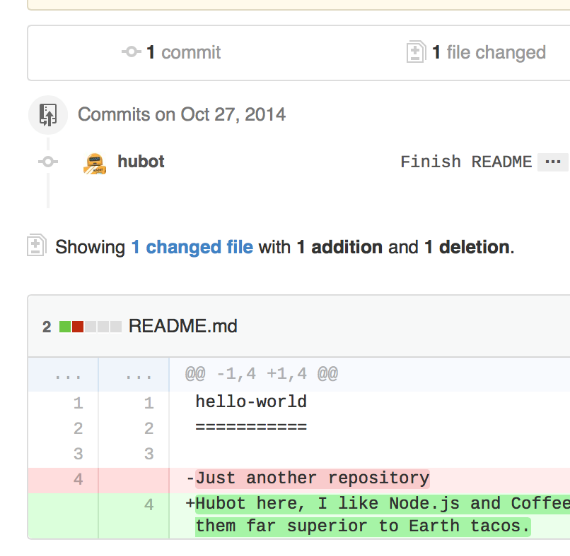 1 commit 1 file changed
Commits on Oct 27, 2014
hubot Finish README ...
Showing 1 changed file with 1 addition and 1 deletion.
2 README.md
... ... @@ -1,4 +1,4 @@
1 1 hello-world
2 2 ===========
3 3
4 -Just another repository
4 +Hubot here, I like Node.js and Coffee
them far superior to Earth tacos.